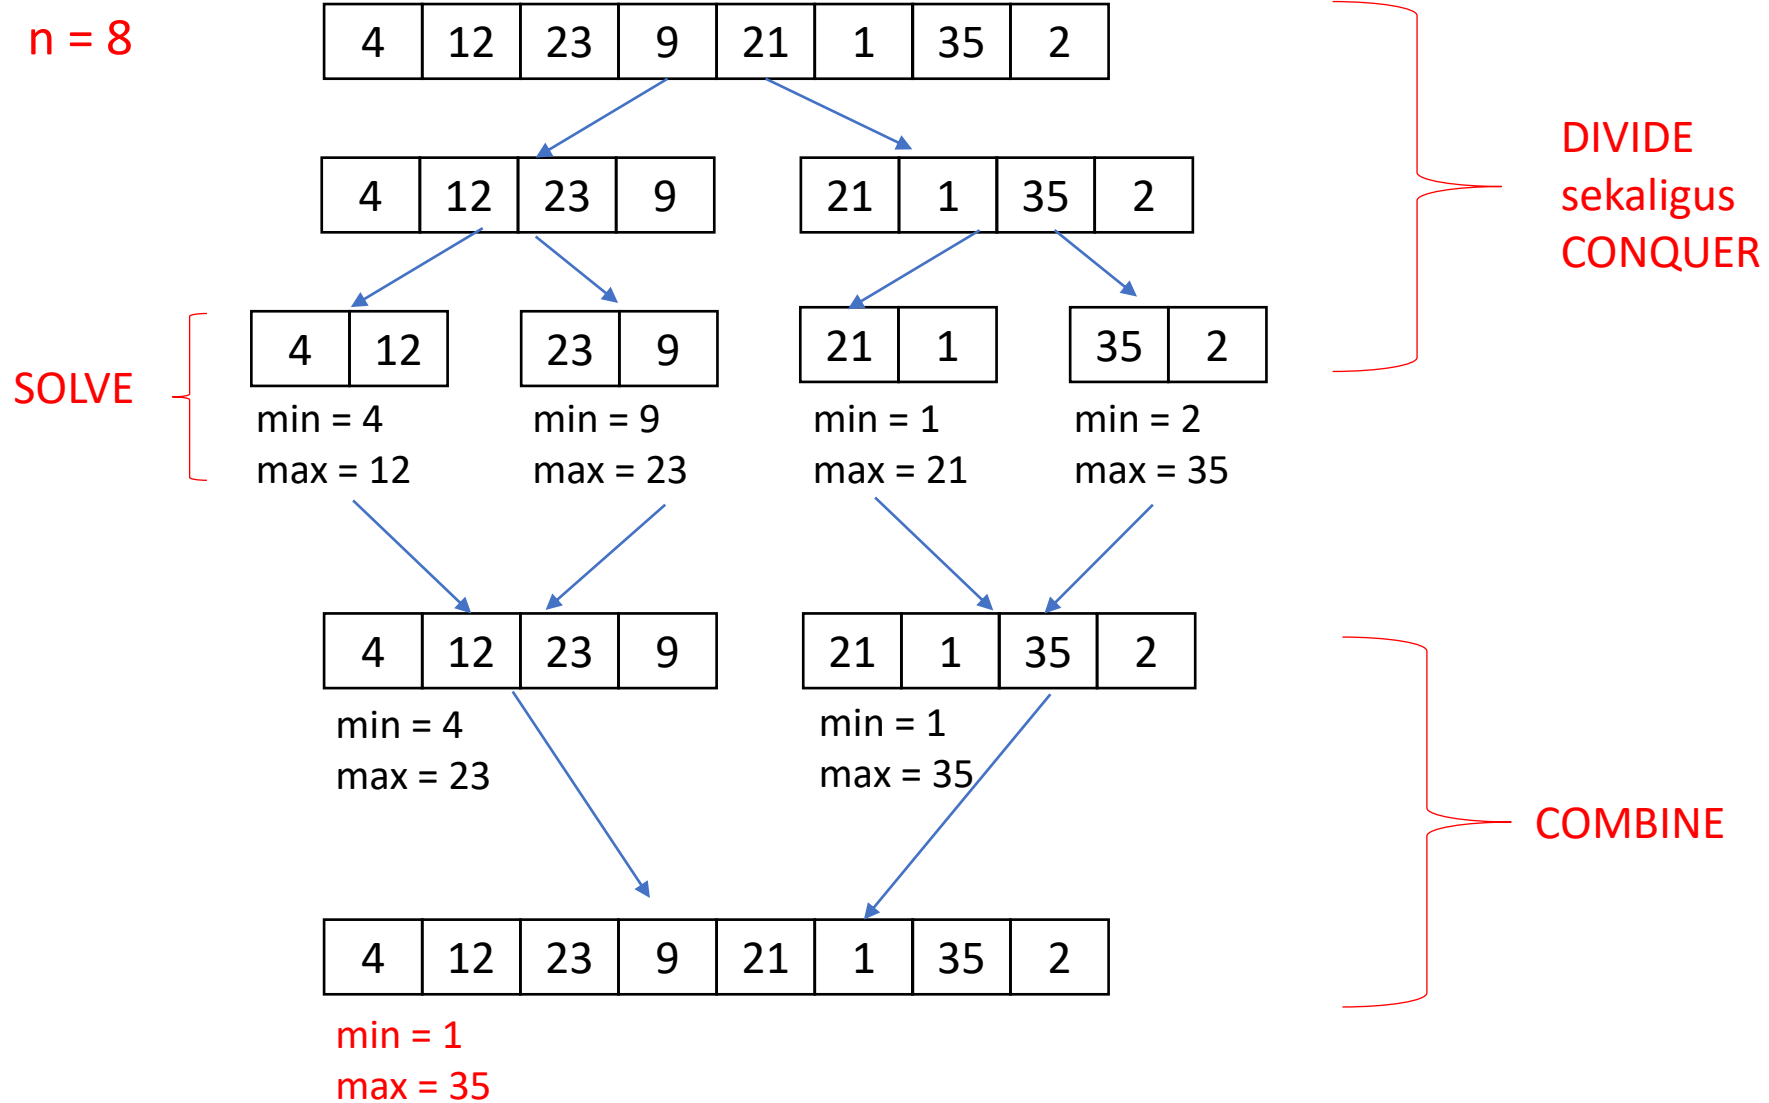 n = 8
4 12 23 9 21 1 35 2
DIVIDE
sekaligus
CONQUER
4 12 23 9
21 1 35 2
SOLVE
4 12
23 9
21 1
35 2
min = 4
max = 12
min = 9
max = 23
min = 1
max = 21
min = 2
max = 35
4 12 23 9
min = 4
max = 23
21 1 35 2
min = 1
max = 35
COMBINE
4 12 23 9 21 1 35 2
min = 1
max = 35